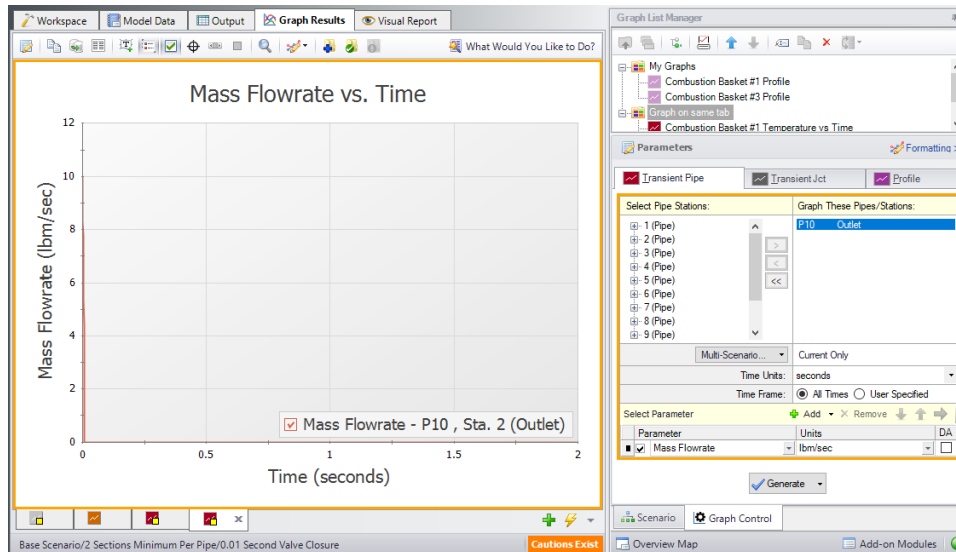 Workspace Model Data Output Graph Results Visual Report
What Would You Like to Do?
Mass Flowrate vs. Time
12
10
8
6
4
2
0
Mass Flowrate (lbm/sec)
Mass Flowrate - P10 , Sta. 2 (Outlet)
0 0.5 1 1.5 2
Time (seconds)
Base Scenario/2 Sections Minimum Per Pipe/0.01 Second Valve Closure
Cautions Exist
Graph List Manager
My Graphs
Combustion Basket #1 Profile
Combustion Basket #3 Profile
Graph on same tab
Combustion Basket #1 Temperature vs Time
Parameters Formatting >
Transient Pipe Transient Jct Profile
Select Pipe Stations: Graph These Pipes/Stations:
1 (Pipe)
2 (Pipe)
3 (Pipe)
4 (Pipe)
5 (Pipe)
6 (Pipe)
7 (Pipe)
8 (Pipe)
9 (Pipe)
>
<
<<
P10 Outlet
Multi-Scenario... Current Only
Time Units: seconds
Time Frame: All Times User Specified
Select Parameter Add Remove
Parameter Units DA
Mass Flowrate lbm/sec
Generate
Scenario Graph Control
Overview Map Add-on Modules